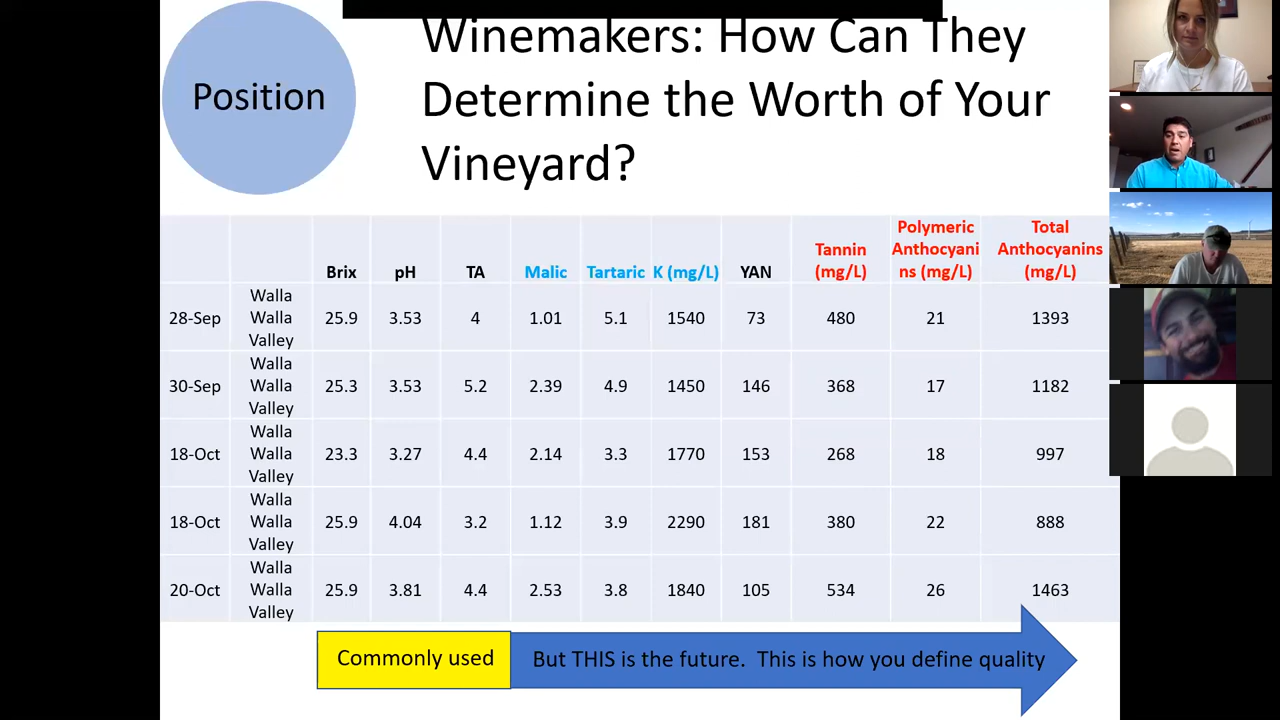 Position
Winemakers: How Can They
Determine the Worth of Your
Vineyard?
Brix pH TA Malic Tartaric K (mg/L) YAN Tannin (mg/L) Polymeric Anthocyanins (mg/L) Total Anthocyanins (mg/L)
28-Sep Walla Walla Valley 25.9 3.53 4 1.01 5.1 1540 73 480 21 1393
30-Sep Walla Walla Valley 25.3 3.53 5.2 2.39 4.9 1450 146 368 17 1182
18-Oct Walla Walla Valley 23.3 3.27 4.4 2.14 3.3 1770 153 268 18 997
18-Oct Walla Walla Valley 25.9 4.04 3.2 1.12 3.9 2290 181 380 22 888
20-Oct Walla Walla Valley 25.9 3.81 4.4 2.53 3.8 1840 105 534 26 1463
Commonly used
But THIS is the future. This is how you define quality